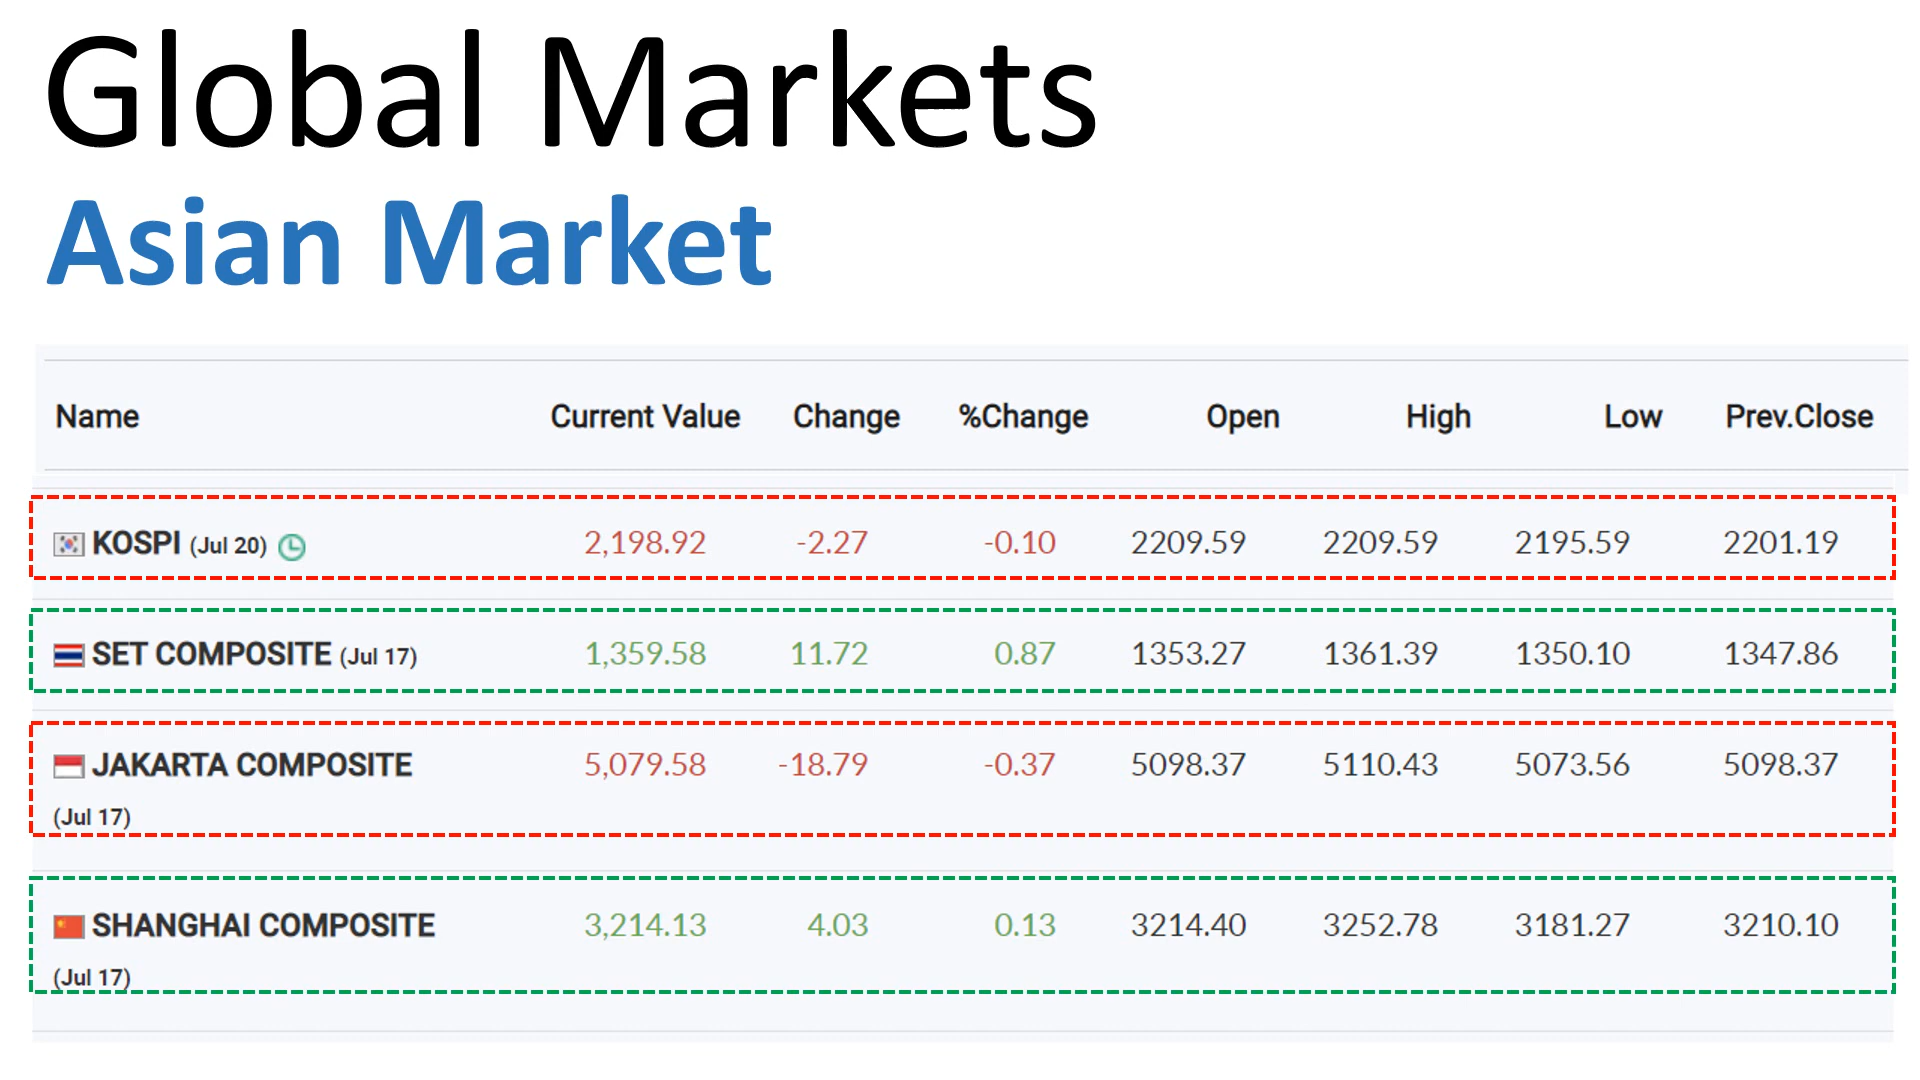 Global Markets
Asian Market
Name Current Value Change %Change Open High Low Prev.Close
KOSPI (Jul 20) 2,198.92 -2.27 -0.10 2209.59 2209.59 2195.59 2201.19
SET COMPOSITE (Jul 17) 1,359.58 11.72 0.87 1353.27 1361.39 1350.10 1347.86
JAKARTA COMPOSITE 5,079.58 -18.79 -0.37 5098.37 5110.43 5073.56 5098.37
(Jul 17)
SHANGHAI COMPOSITE 3,214.13 4.03 0.13 3214.40 3252.78 3181.27 3210.10
(Jul 17)